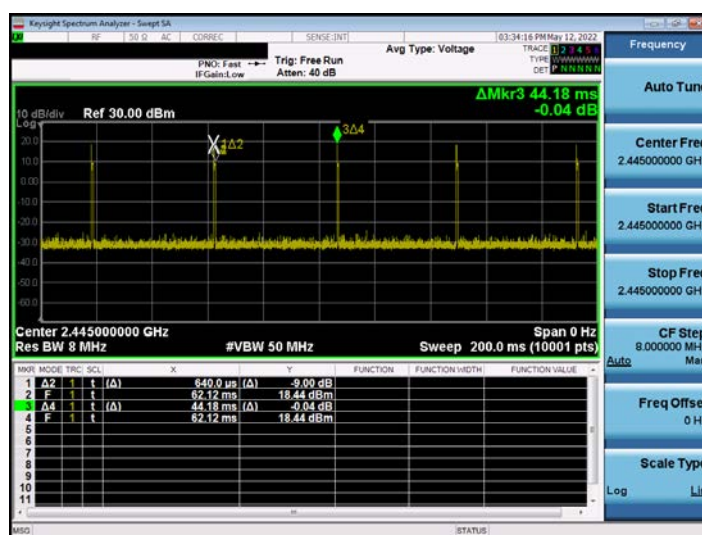 Keysight Spectrum Analyzer - Swept SA
RF 50 Ω AC CORREC SENSE:INT 03:34:16 PM May 12, 2022
Avg Type: Voltage TRACE 1 2 3 4 5 6
PNO: Fast Trig: Free Run TYPE WWWWWWW
IFGain:Low Atten: 40 dB DET P N N N N N
ΔMkr3 44.18 ms
-0.04 dB
10 dB/div Ref 30.00 dBm
Log
20.0
10.0
0.00
-10.0
-20.0
-30.0
-40.0
-50.0
-60.0
1Δ2
3Δ4
Center 2.445000000 GHz Span 0 Hz
Res BW 8 MHz #VBW 50 MHz Sweep 200.0 ms (10001 pts)
MKR MODE TRC SCL X Y FUNCTION FUNCTION WIDTH FUNCTION VALUE
1 Δ2 1 t (Δ) 640.0 µs (Δ) -9.00 dB
2 F 1 t 62.12 ms 18.44 dBm
3 Δ4 1 t (Δ) 44.18 ms (Δ) -0.04 dB
4 F 1 t 62.12 ms 18.44 dBm
5
6
7
8
9
10
11
MSG STATUS
Frequency
Auto Tun
Center Fre
2.445000000 GH
Start Fre
2.445000000 GH
Stop Fre
2.445000000 GH
CF Step
8.000000 MH
Auto Ma
Freq Offse
0 H
Scale Typ
Log Li